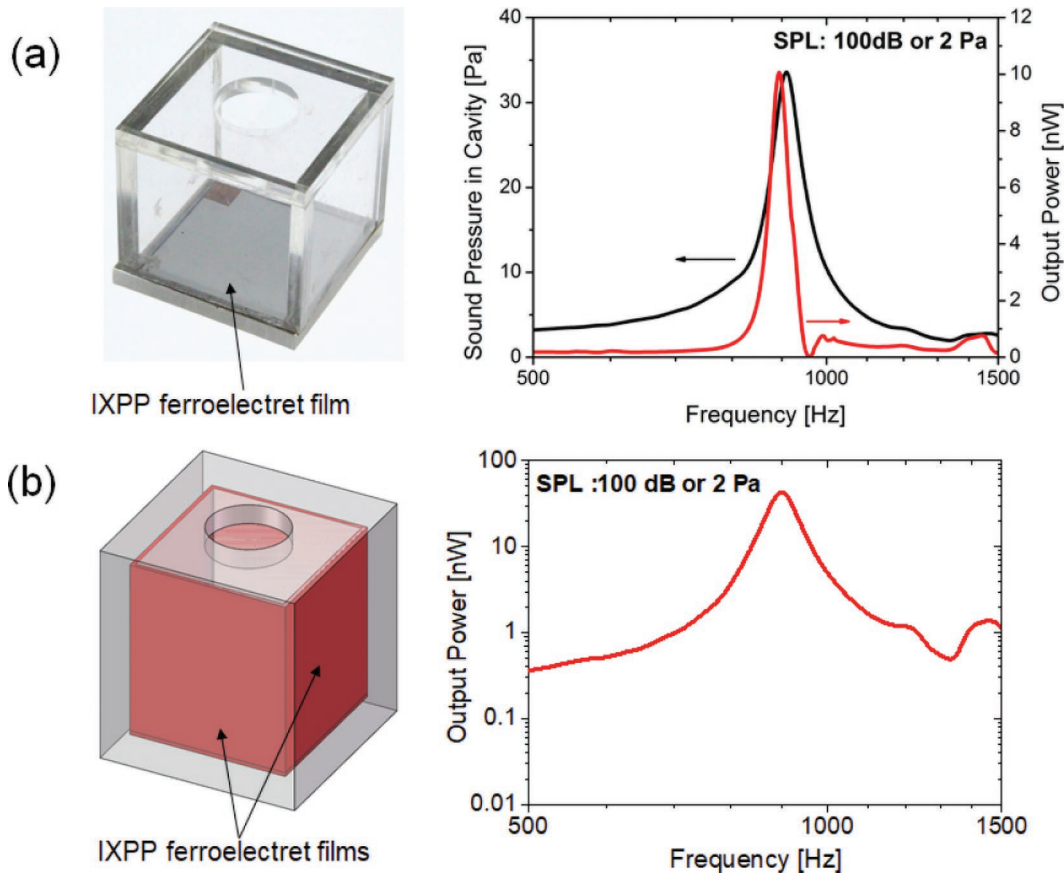 (a)
IXPP ferroelectret film
SPL: 100dB or 2 Pa
Sound Pressure in Cavity [Pa]
40
30
20
10
0
Output Power [nW]
12
10
8
6
4
2
0
500
1000
1500
Frequency [Hz]
(b)
IXPP ferroelectret films
SPL :100 dB or 2 Pa
Output Power [nW]
100
10
1
0.1
0.01
500
1000
1500
Frequency [Hz]